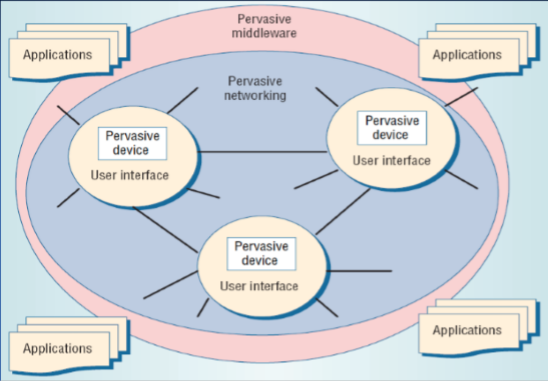 Pervasive
middleware
Applications
Applications
Pervasive
networking
Pervasive
device
User interface
Pervasive
device
User interface
Pervasive
device
User interface
Applications
Applications